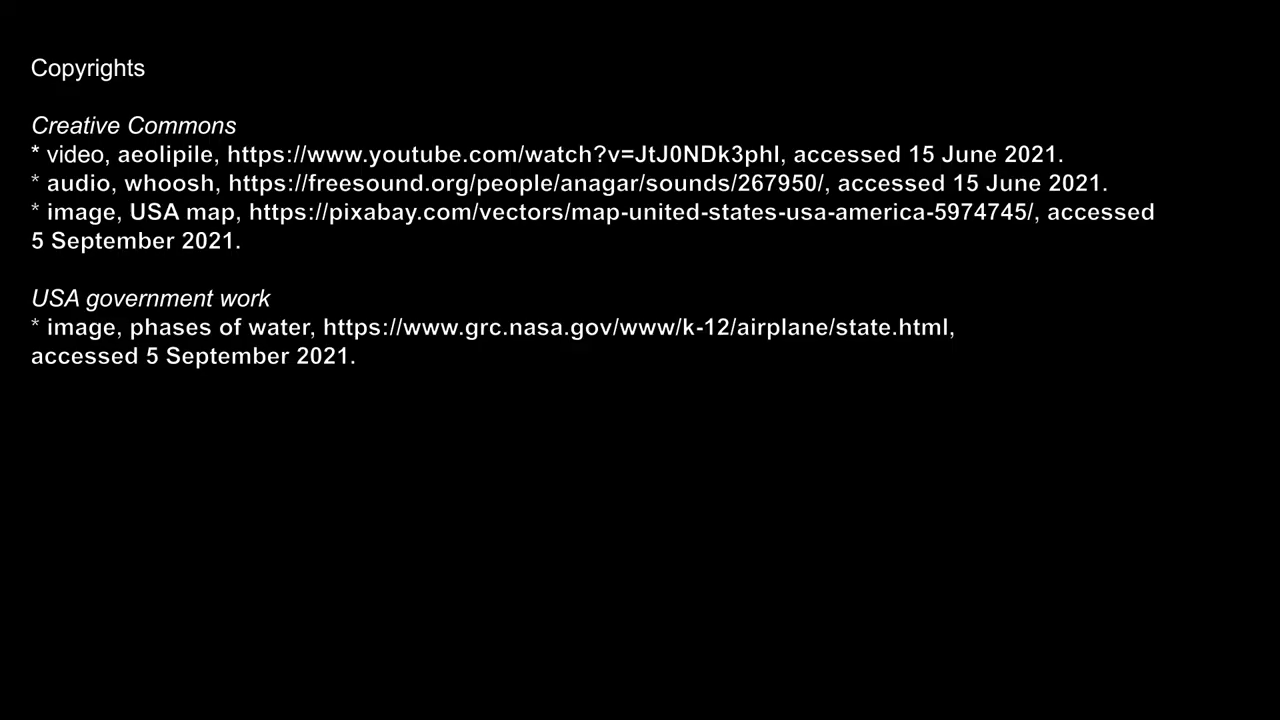 Copyrights
Creative Commons
* video, aeolipile, https://www.youtube.com/watch?v=JtJ0NDk3phI, accessed 15 June 2021.
* audio, whoosh, https://freesound.org/people/anagar/sounds/267950/, accessed 15 June 2021.
* image, USA map, https://pixabay.com/vectors/map-united-states-usa-america-5974745/, accessed
5 September 2021.
USA government work
* image, phases of water, https://www.grc.nasa.gov/www/k-12/airplane/state.html,
accessed 5 September 2021.